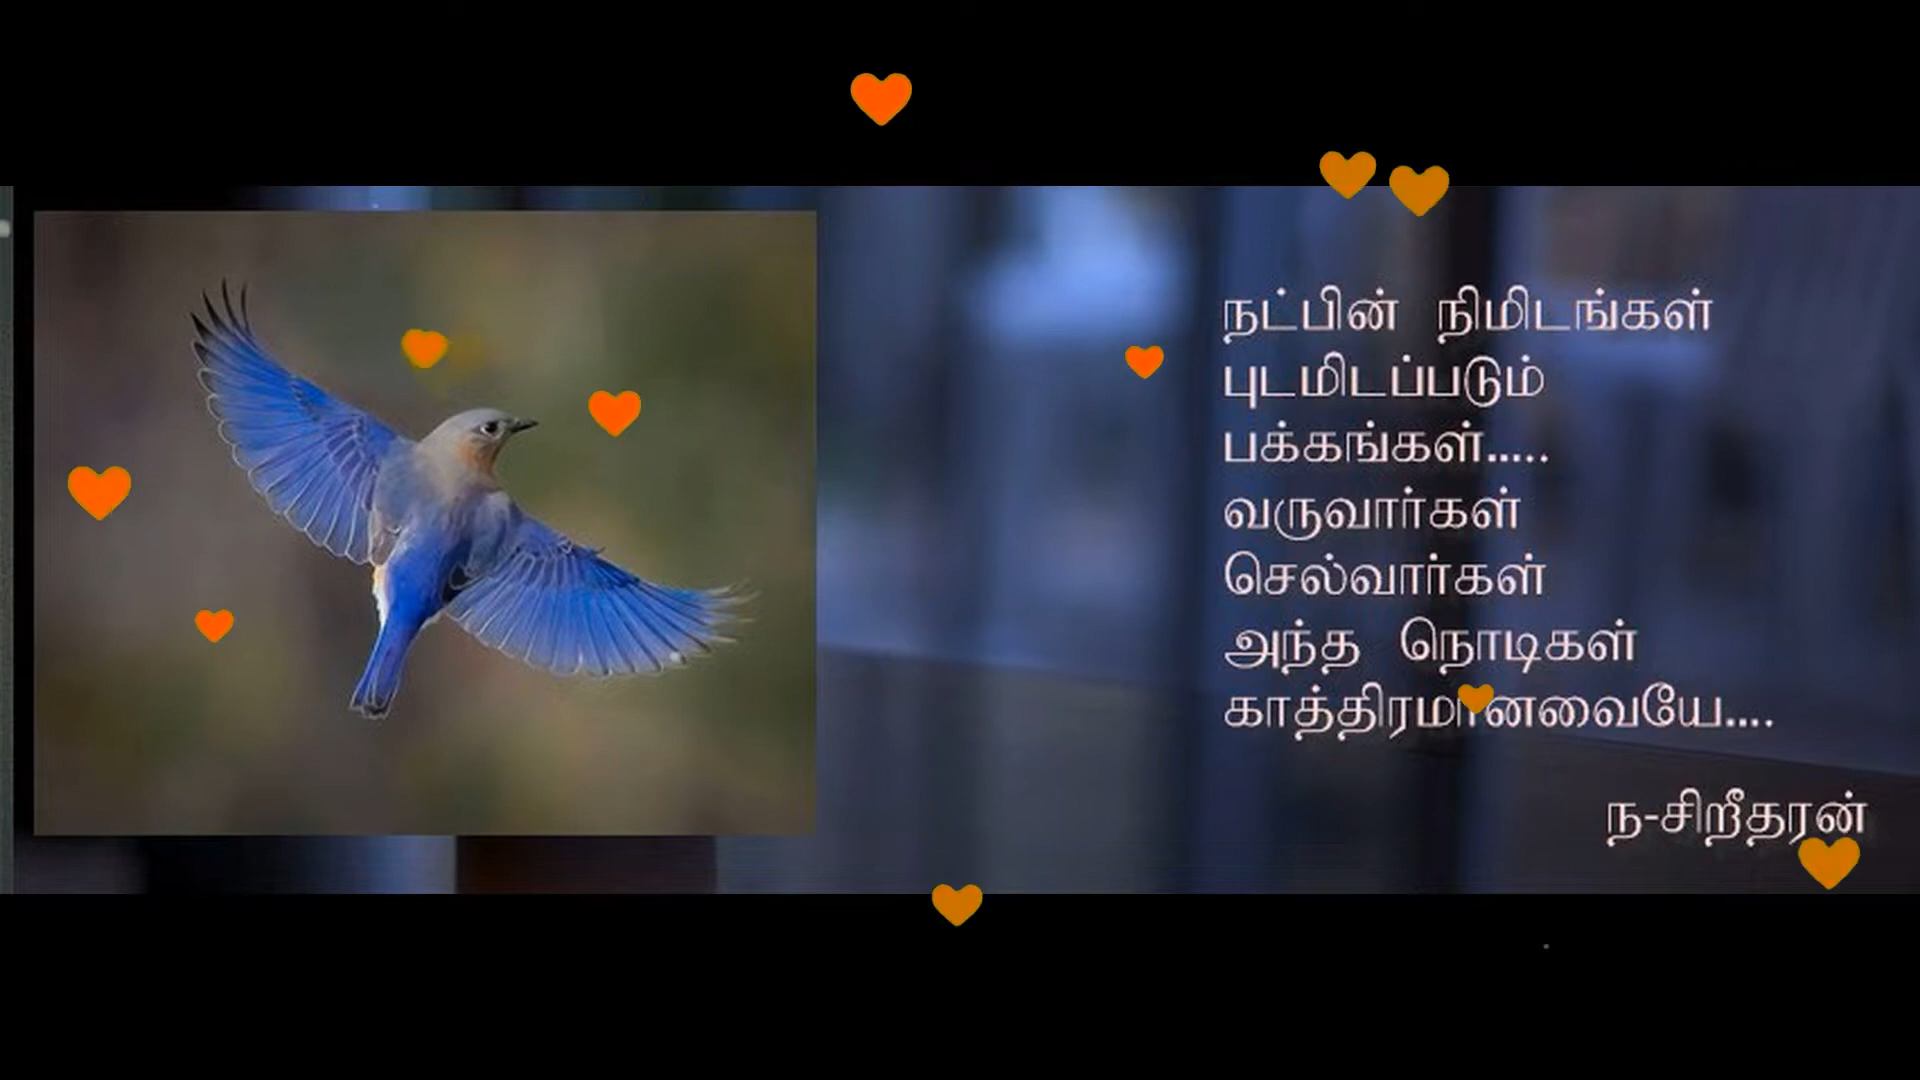 நட்பின் நிமிடங்கள்
புடமிடப்படும்
பக்கங்கள்.....
வருவார்கள்
செல்வார்கள்
அந்த நொடிகள்
காத்திரமானவையே....
ந-சிறீதரன்